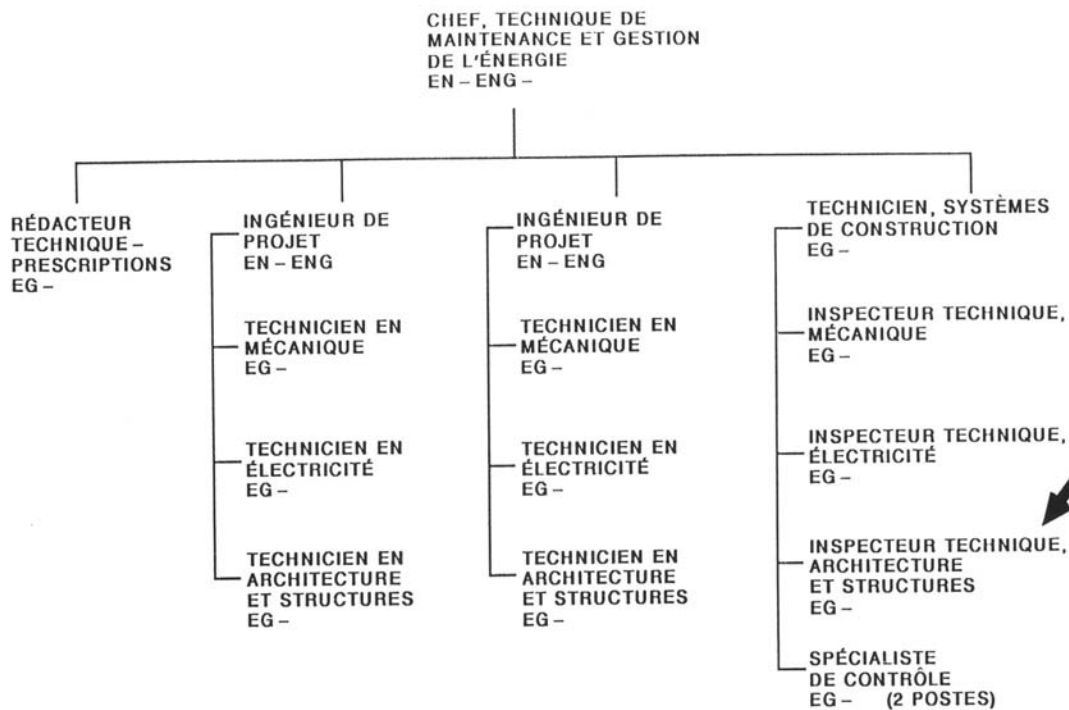 CHEF, TECHNIQUE DE
MAINTENANCE ET GESTION
DE L'ÉNERGIE
EN – ENG –
RÉDACTEUR
TECHNIQUE –
PRESCRIPTIONS
EG –
INGÉNIEUR DE
PROJET
EN – ENG
TECHNICIEN EN
MÉCANIQUE
EG –
TECHNICIEN EN
ÉLECTRICITÉ
EG –
TECHNICIEN EN
ARCHITECTURE
ET STRUCTURES
EG –
INGÉNIEUR DE
PROJET
EN – ENG
TECHNICIEN EN
MÉCANIQUE
EG –
TECHNICIEN EN
ÉLECTRICITÉ
EG –
TECHNICIEN EN
ARCHITECTURE
ET STRUCTURES
EG –
TECHNICIEN, SYSTÈMES
DE CONSTRUCTION
EG –
INSPECTEUR TECHNIQUE,
MÉCANIQUE
EG –
INSPECTEUR TECHNIQUE,
ÉLECTRICITÉ
EG –
INSPECTEUR TECHNIQUE,
ARCHITECTURE
ET STRUCTURES
EG –
SPÉCIALISTE
DE CONTRÔLE
EG – (2 POSTES)